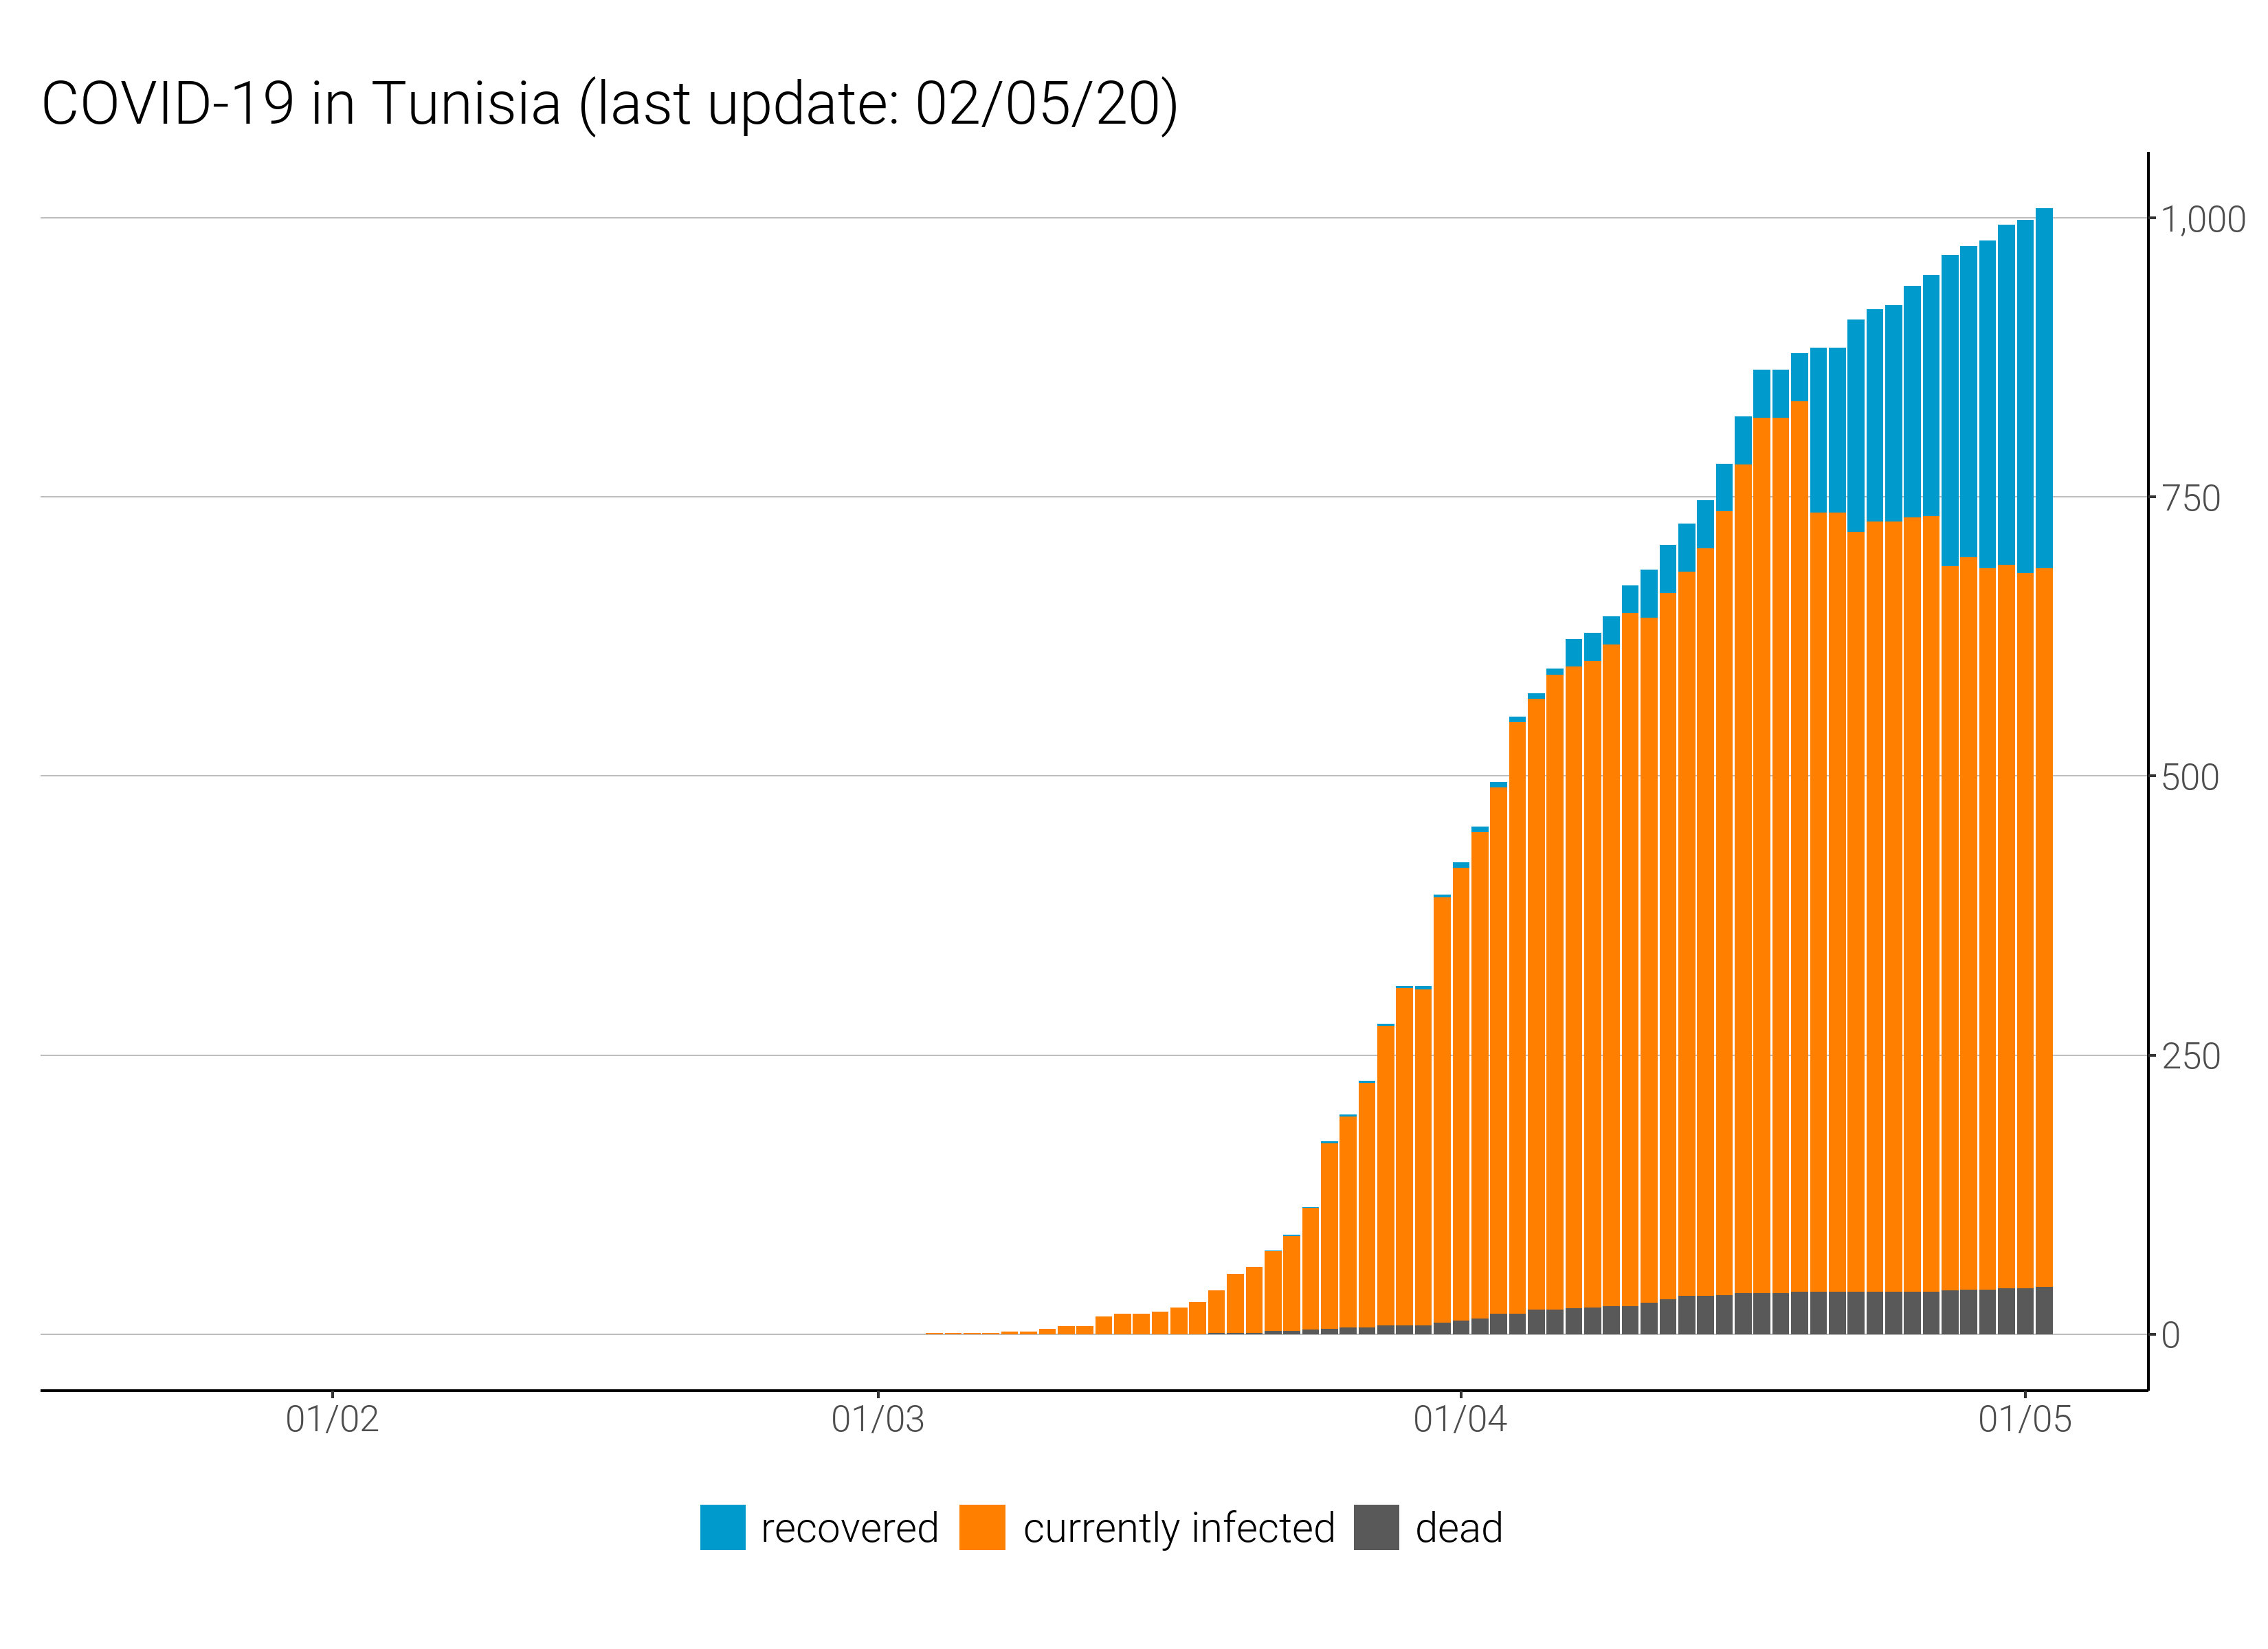 COVID-19 in Tunisia (last update: 02/05/20)
1,000
750
500
250
0
01/02 01/03 01/04 01/05
recovered currently infected dead